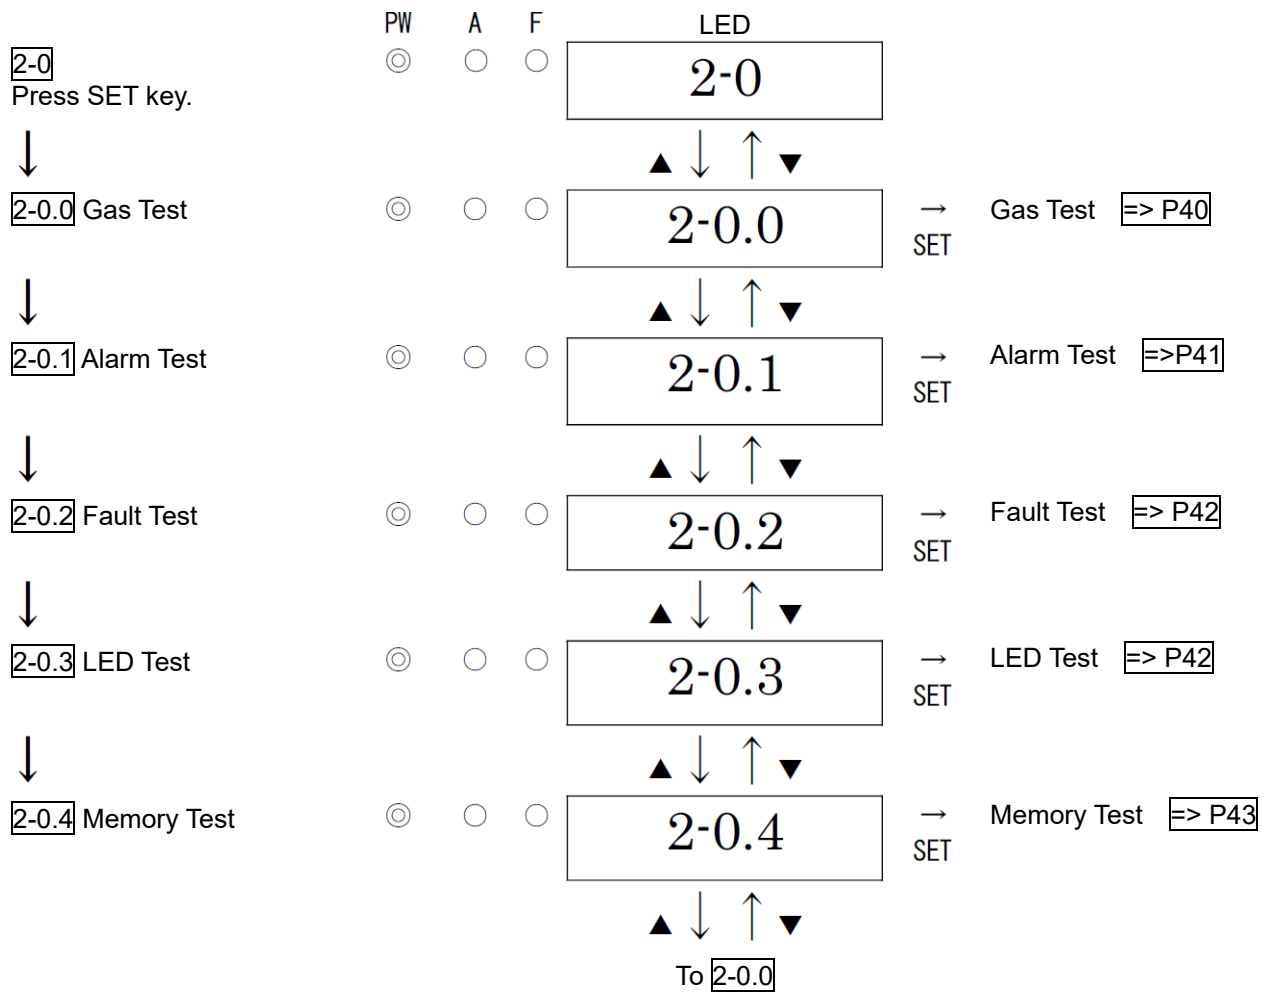 PW A F LED
2-0 ◎ ○ ○ 2-0
Press SET key.
↓ ▲ ↓ ↑ ▼
2-0.0 Gas Test ◎ ○ ○ 2-0.0 → Gas Test => P40
SET
↓ ▲ ↓ ↑ ▼
2-0.1 Alarm Test ◎ ○ ○ 2-0.1 → Alarm Test =>P41
SET
↓ ▲ ↓ ↑ ▼
2-0.2 Fault Test ◎ ○ ○ 2-0.2 → Fault Test => P42
SET
↓ ▲ ↓ ↑ ▼
2-0.3 LED Test ◎ ○ ○ 2-0.3 → LED Test => P42
SET
↓ ▲ ↓ ↑ ▼
2-0.4 Memory Test ◎ ○ ○ 2-0.4 → Memory Test => P43
SET
▲ ↓ ↑ ▼
To 2-0.0